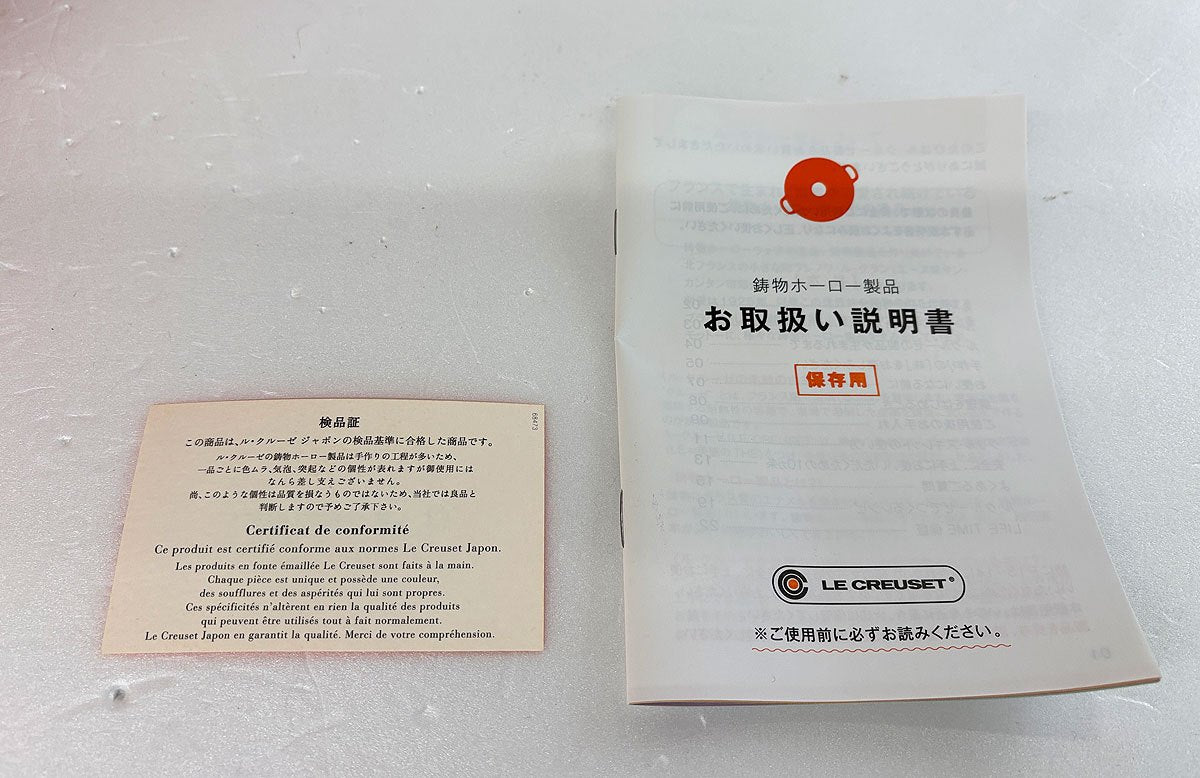 検品証
68473
この商品は、ル・クルーゼ ジャポンの検品基準に合格した商品です。
ル・クルーゼの鋳物ホーロー製品は手作りの工程が多いため、
一品ごとに色ムラ、気泡、突起などの個性が表れますが御使用には
なんら差し支えございません。
尚、このような個性は品質を損なうものではないため、当社では良品と
判断しますので予めご了承下さい。
Certificat de conformité
Ce produit est certifié conforme aux normes Le Creuset Japon.
Les produits en fonte émaillée Le Creuset sont faits à la main.
Chaque pièce est unique et possède une couleur,
des soufflures et des aspérités qui lui sont propres.
Ces spécificités n'altèrent en rien la qualité des produits
qui peuvent être utilisés tout à fait normalement.
Le Creuset Japon en garantit la qualité. Merci de votre compréhension.
鋳物ホーロー製品
お取扱い説明書
保存用
LE CREUSET®
※ご使用前に必ずお読みください。